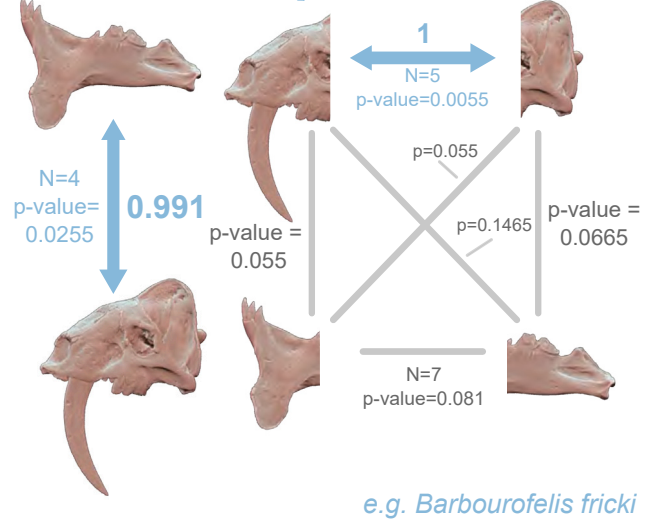 1
N=5
p-value=0.0055
p=0.055
N=4
p-value=
0.0255
0.991
p-value =
0.055
p=0.1465
p-value =
0.0665
N=7
p-value=0.081
e.g. Barbourofelis fricki